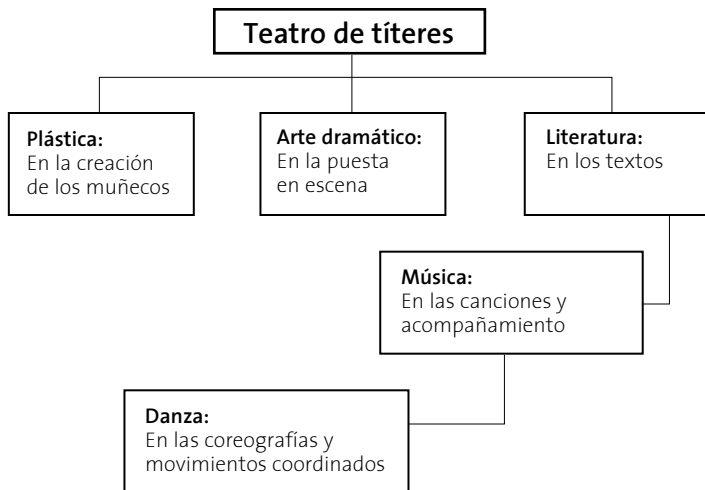 Teatro de títeres
Plástica:
En la creación
de los muñecos
Arte dramático:
En la puesta
en escena
Literatura:
En los textos
Música:
En las canciones y
acompañamiento
Danza:
En las coreografías y
movimientos coordinados